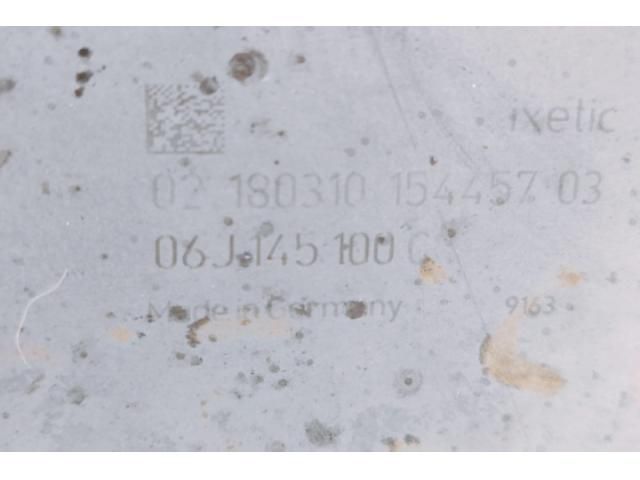 ixetic
02 180310 154457 03
06J 145 100 C
Made in Germany 9163